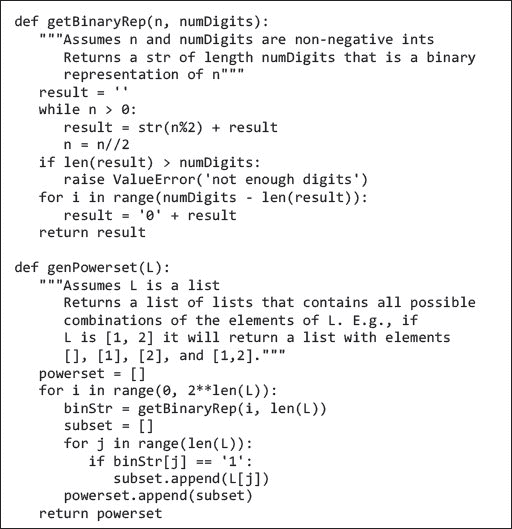 def getBinaryRep(n, numDigits):
   """Assumes n and numDigits are non-negative ints
      Returns a str of length numDigits that is a binary
      representation of n"""
   result = ''
   while n > 0:
      result = str(n%2) + result
      n = n//2
   if len(result) > numDigits:
      raise ValueError('not enough digits')
   for i in range(numDigits - len(result)):
      result = '0' + result
   return result

def genPowerset(L):
   """Assumes L is a list
      Returns a list of lists that contains all possible
      combinations of the elements of L. E.g., if
      L is [1, 2] it will return a list with elements
      [], [1], [2], and [1,2]."""
   powerset = []
   for i in range(0, 2**len(L)):
      binStr = getBinaryRep(i, len(L))
      subset = []
      for j in range(len(L)):
         if binStr[j] == '1':
            subset.append(L[j])
      powerset.append(subset)
   return powerset